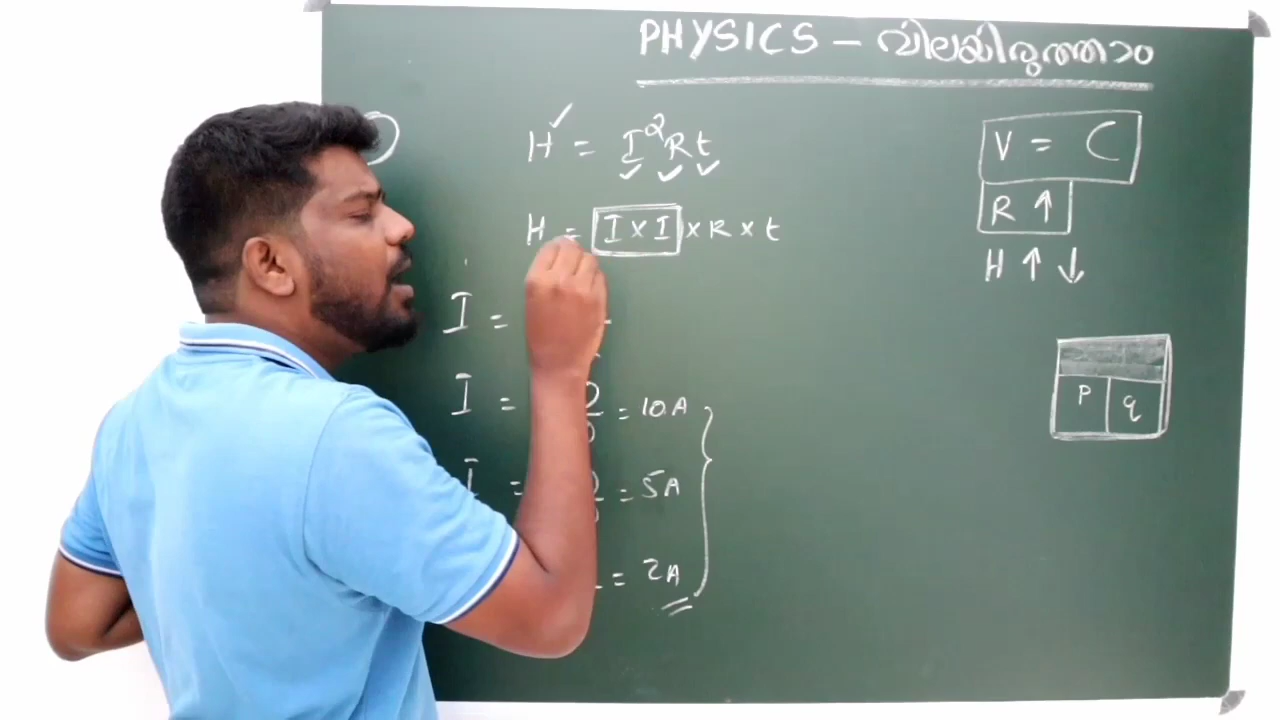 PHYSICS - വിലയിരുത്താം
H = I²Rt
H = I x I x R x t
I =
I = = 10A
I = = 5A
= 2A
V = C
R ↑
H ↑ ↓
P q